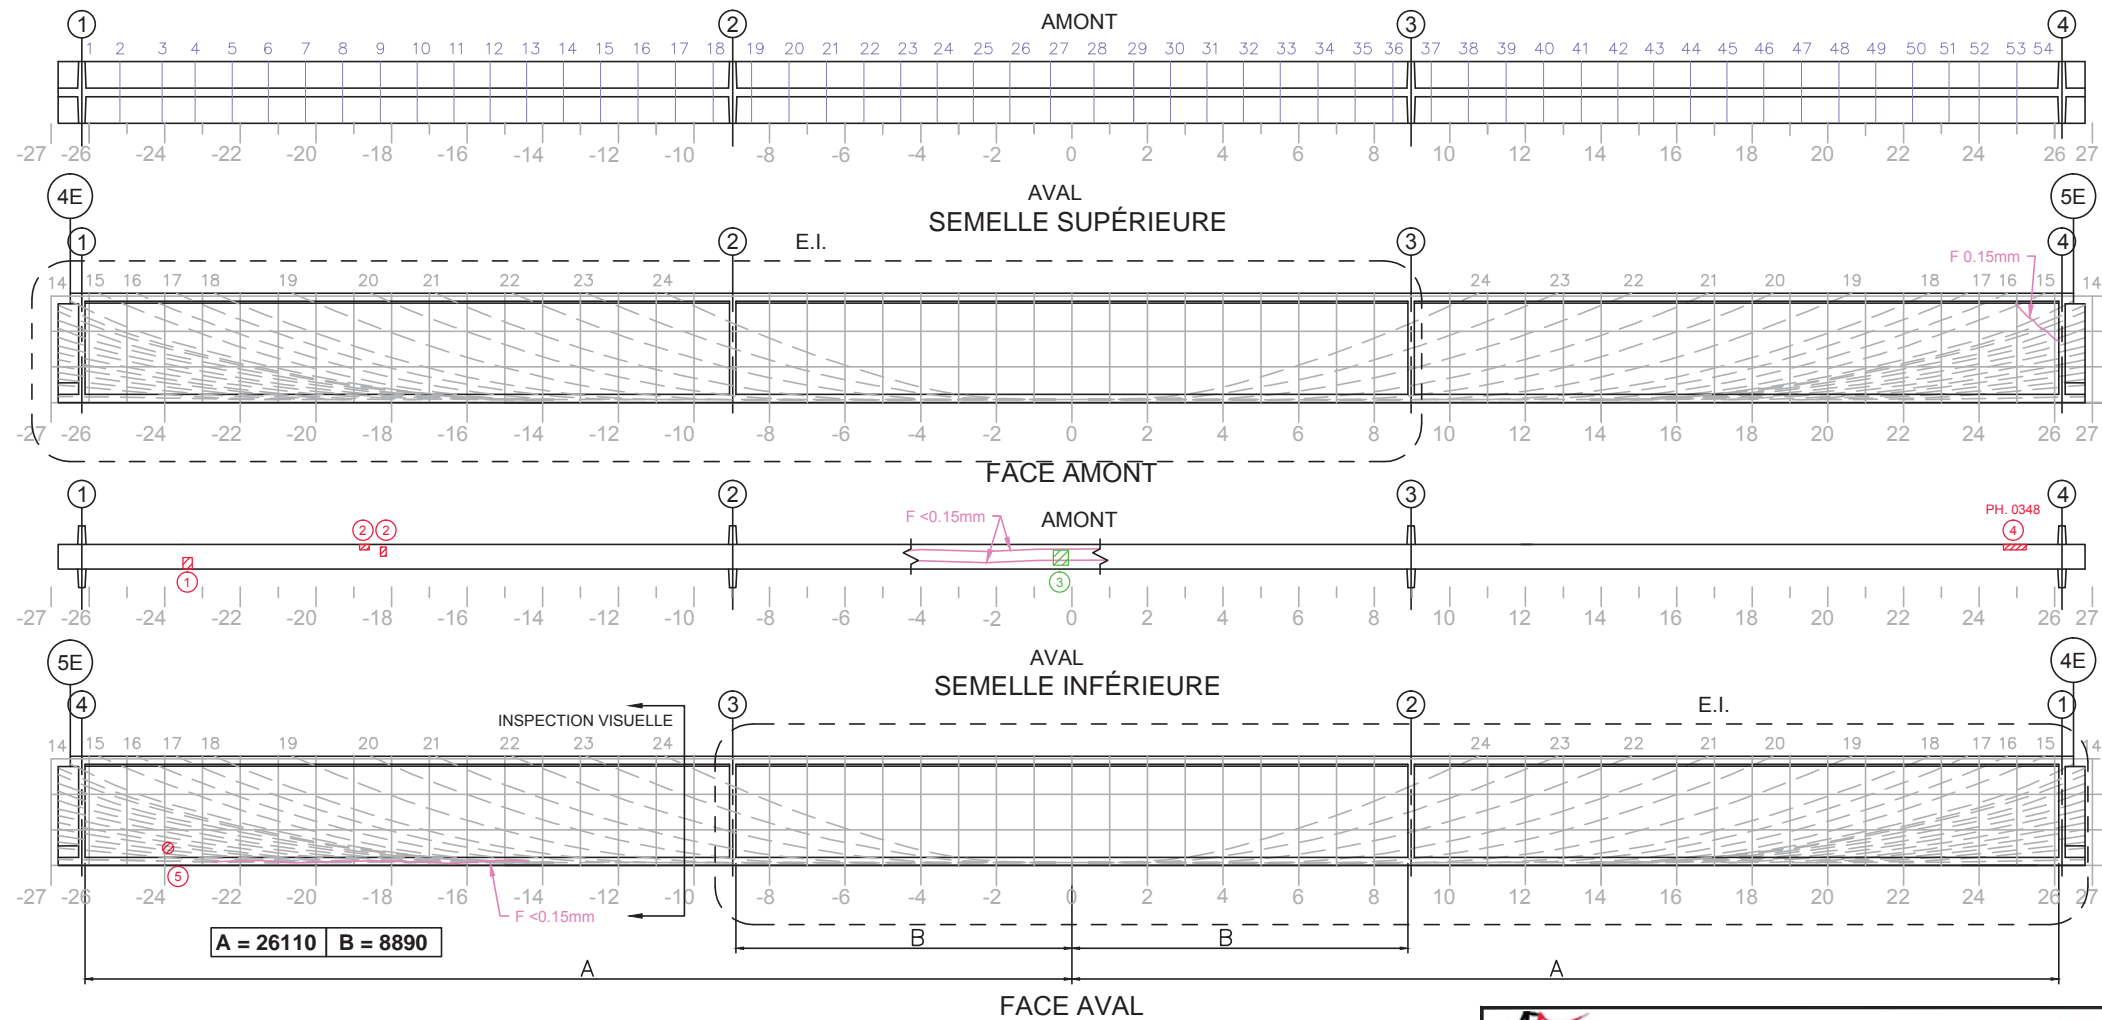 1 2 AMONT 3 4
1 2 3 4 5 6 7 8 9 10 11 12 13 14 15 16 17 18 19 20 21 22 23 24 25 26 27 28 29 30 31 32 33 34 35 36 37 38 39 40 41 42 43 44 45 46 47 48 49 50 51 52 53 54
-27 -26 -24 -22 -20 -18 -16 -14 -12 -10 -8 -6 -4 -2 0 2 4 6 8 10 12 14 16 18 20 22 24 26 27
4E AVAL 5E
SEMELLE SUPÉRIEURE
1 2 E.I. 3 4
F 0.15mm
14 15 16 17 18 19 20 21 22 23 24 24 23 22 21 20 19 18 17 16 15 14
-27 -26 -24 -22 -20 -18 -16 -14 -12 -10 -8 -6 -4 -2 0 2 4 6 8 10 12 14 16 18 20 22 24 26 27
FACE AMONT
1 2 3 4
PH. 0348
F <0.15mm AMONT
2 2 4
1 3
-27 -26 -24 -22 -20 -18 -16 -14 -12 -10 -8 -6 -4 -2 0 2 4 6 8 10 12 14 16 18 20 22 24 26 27
5E AVAL 4E
SEMELLE INFÉRIEURE
4 3 2 E.I. 1
INSPECTION VISUELLE
14 15 16 17 18 19 20 21 22 23 24 24 23 22 21 20 19 18 17 16 15 14
5
-27 -26 -24 -22 -20 -18 -16 -14 -12 -10 -8 -6 -4 -2 0 2 4 6 8 10 12 14 16 18 20 22 24 26 27
F <0.15mm
A = 26110 B = 8890
B B
A A
FACE AVAL